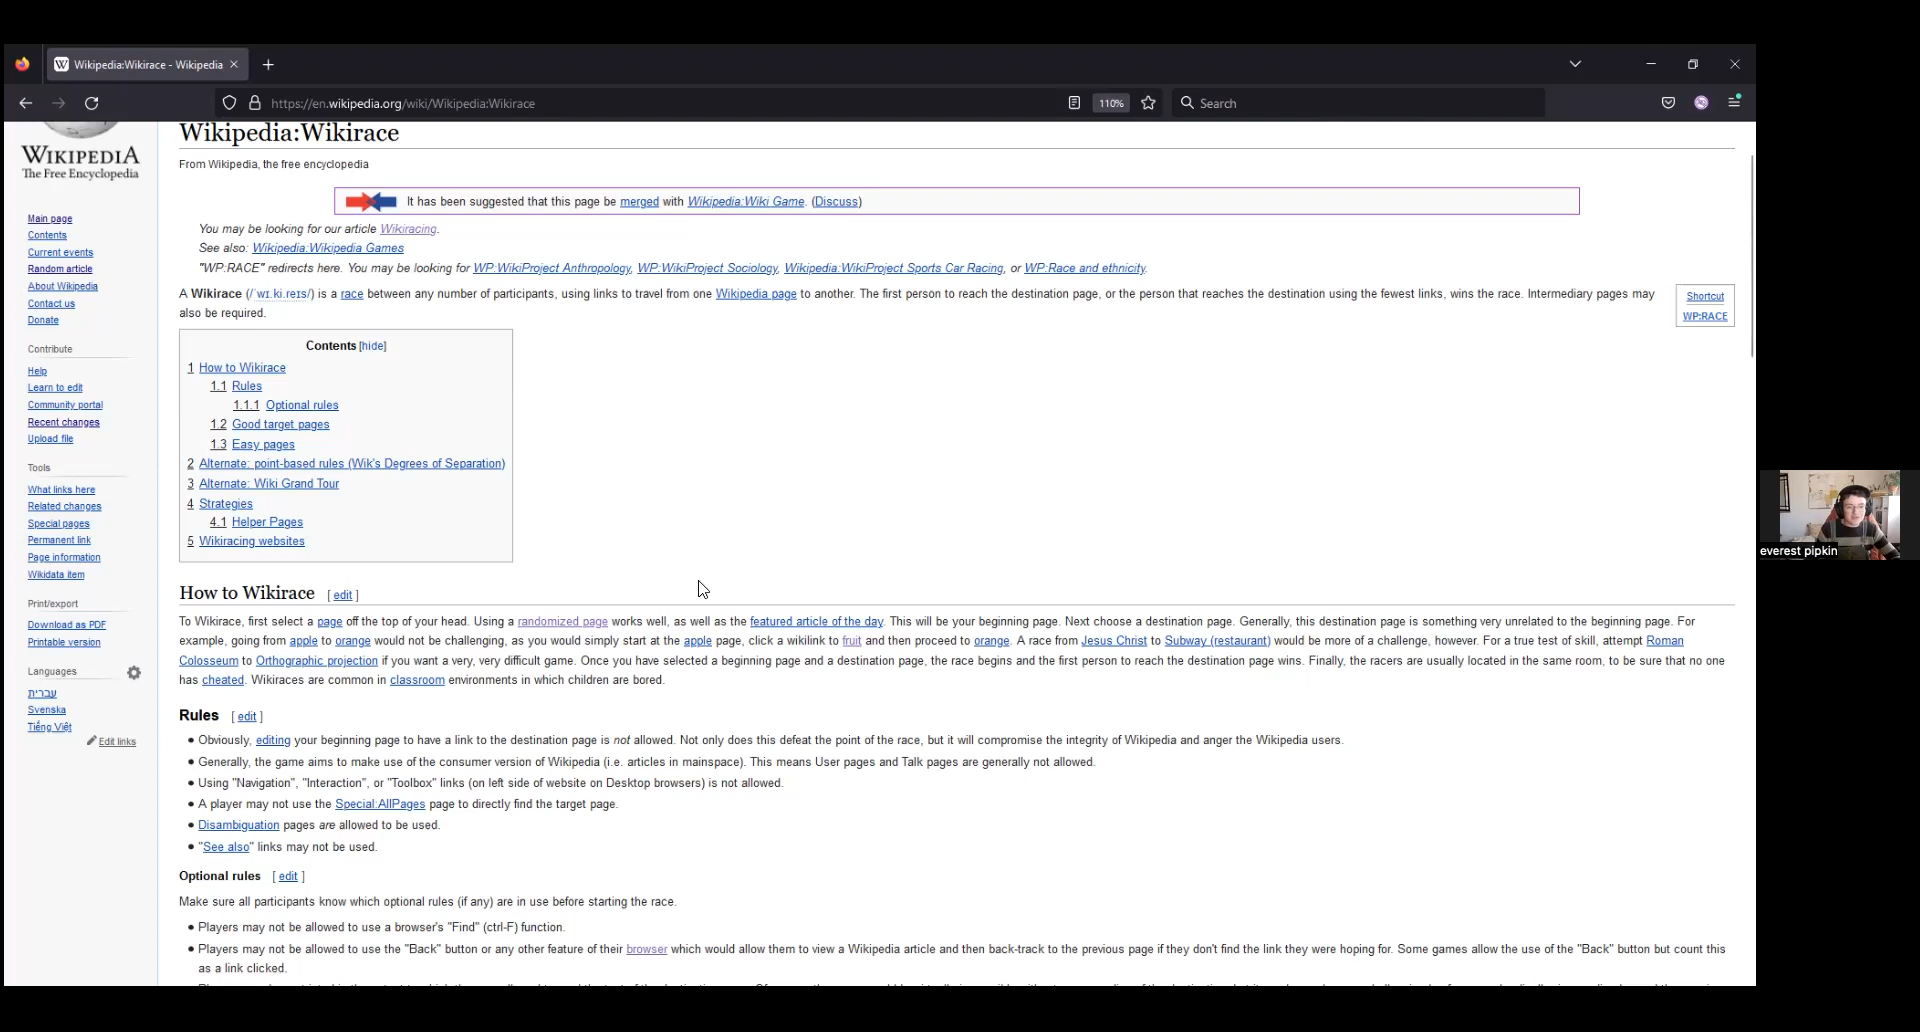 Wikipedia:Wikirace - Wikipedia
https://en.wikipedia.org/wiki/Wikipedia:Wikirace
110%
Search
WIKIPEDIA
The Free Encyclopedia
Main page
Contents
Current events
Random article
About Wikipedia
Contact us
Donate
Contribute
Help
Learn to edit
Community portal
Recent changes
Upload file
Tools
What links here
Related changes
Special pages
Permanent link
Page information
Wikidata item
Print/export
Download as PDF
Printable version
Languages
עברית
Svenska
Tiếng Việt
Edit links
Wikipedia:Wikirace
From Wikipedia, the free encyclopedia
It has been suggested that this page be merged with Wikipedia:Wiki Game. (Discuss)
You may be looking for our article Wikiracing.
See also: Wikipedia:Wikipedia Games
"WP:RACE" redirects here. You may be looking for WP:WikiProject Anthropology, WP:WikiProject Sociology, Wikipedia:WikiProject Sports Car Racing, or WP:Race and ethnicity.
A Wikirace (/ˈwɪ.ki.reɪs/) is a race between any number of participants, using links to travel from one Wikipedia page to another. The first person to reach the destination page, or the person that reaches the destination using the fewest links, wins the race. Intermediary pages may
also be required.
Shortcut
WP:RACE
Contents [hide]
1 How to Wikirace
1.1 Rules
1.1.1 Optional rules
1.2 Good target pages
1.3 Easy pages
2 Alternate: point-based rules (Wik's Degrees of Separation)
3 Alternate: Wiki Grand Tour
4 Strategies
4.1 Helper Pages
5 Wikiracing websites
How to Wikirace [ edit ]
To Wikirace, first select a page off the top of your head. Using a randomized page works well, as well as the featured article of the day. This will be your beginning page. Next choose a destination page. Generally, this destination page is something very unrelated to the beginning page. For
example, going from apple to orange would not be challenging, as you would simply start at the apple page, click a wikilink to fruit and then proceed to orange. A race from Jesus Christ to Subway (restaurant) would be more of a challenge, however. For a true test of skill, attempt Roman
Colosseum to Orthographic projection if you want a very, very difficult game. Once you have selected a beginning page and a destination page, the race begins and the first person to reach the destination page wins. Finally, the racers are usually located in the same room, to be sure that no one
has cheated. Wikiraces are common in classroom environments in which children are bored.
Rules [ edit ]
• Obviously, editing your beginning page to have a link to the destination page is not allowed. Not only does this defeat the point of the race, but it will compromise the integrity of Wikipedia and anger the Wikipedia users.
• Generally, the game aims to make use of the consumer version of Wikipedia (i.e. articles in mainspace). This means User pages and Talk pages are generally not allowed.
• Using "Navigation", "Interaction", or "Toolbox" links (on left side of website on Desktop browsers) is not allowed.
• A player may not use the Special:AllPages page to directly find the target page.
• Disambiguation pages are allowed to be used.
• "See also" links may not be used.
Optional rules [ edit ]
Make sure all participants know which optional rules (if any) are in use before starting the race.
• Players may not be allowed to use a browser's "Find" (ctrl-F) function.
• Players may not be allowed to use the "Back" button or any other feature of their browser which would allow them to view a Wikipedia article and then back-track to the previous page if they don't find the link they were hoping for. Some games allow the use of the "Back" button but count this
as a link clicked.
everest pipkin